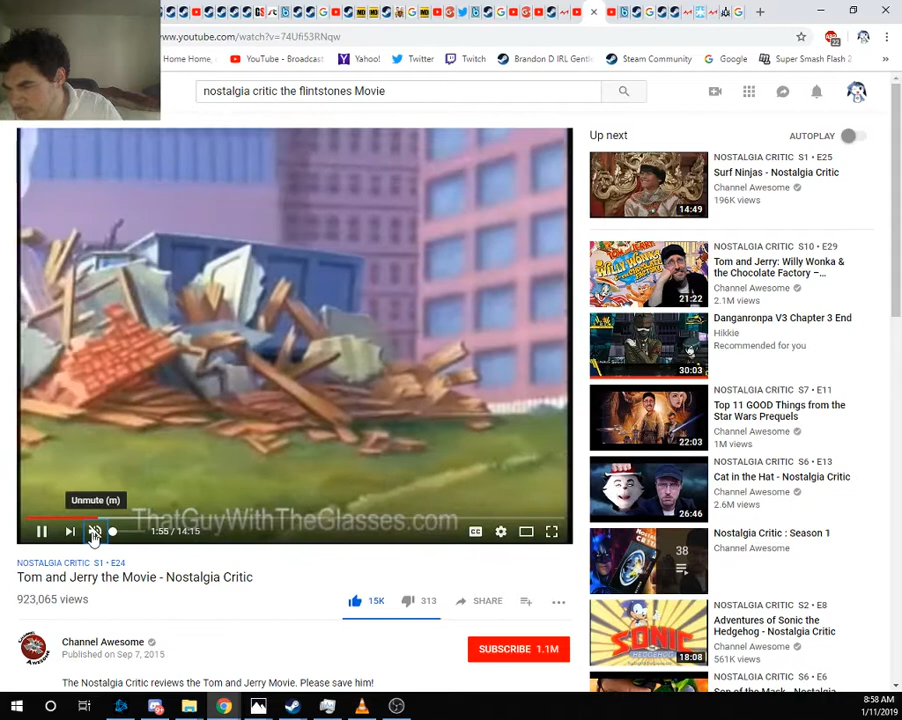 youtube.com/watch?v=74Ufi53RNqw
22
Home Home,
YouTube - Broadcast
Yahoo!
Twitter
Twitch
Brandon D IRL Gentle
Steam Community
Google
Super Smash Flash 2
»
nostalgia critic the flintstones Movie
Up next
AUTOPLAY
NOSTALGIA CRITIC S1 • E25
Surf Ninjas - Nostalgia Critic
Channel Awesome
196K views
14:49
NOSTALGIA CRITIC S10 • E29
Tom and Jerry: Willy Wonka &
the Chocolate Factory –...
Channel Awesome
2.1M views
21:22
Danganronpa V3 Chapter 3 End
Hikkie
Recommended for you
30:03
NOSTALGIA CRITIC S7 • E11
Top 11 GOOD Things from the
Star Wars Prequels
Channel Awesome
1M views
22:03
NOSTALGIA CRITIC S6 • E13
Cat in the Hat - Nostalgia Critic
Channel Awesome
2.6M views
26:46
Nostalgia Critic : Season 1
Channel Awesome
38
NOSTALGIA CRITIC S2 • E8
Adventures of Sonic the
Hedgehog - Nostalgia Critic
Channel Awesome
561K views
18:08
NOSTALGIA CRITIC S6 • E6
Son of the Mask - Nostalgia Critic
Unmute (m)
ThatGuyWithTheGlasses.com
1:55 / 14:15
CC
NOSTALGIA CRITIC S1 • E24
Tom and Jerry the Movie - Nostalgia Critic
923,065 views
15K
313
SHARE
Channel Awesome
Published on Sep 7, 2015
SUBSCRIBE 1.1M
The Nostalgia Critic reviews the Tom and Jerry Movie. Please save him!
8:58 AM
1/11/2019